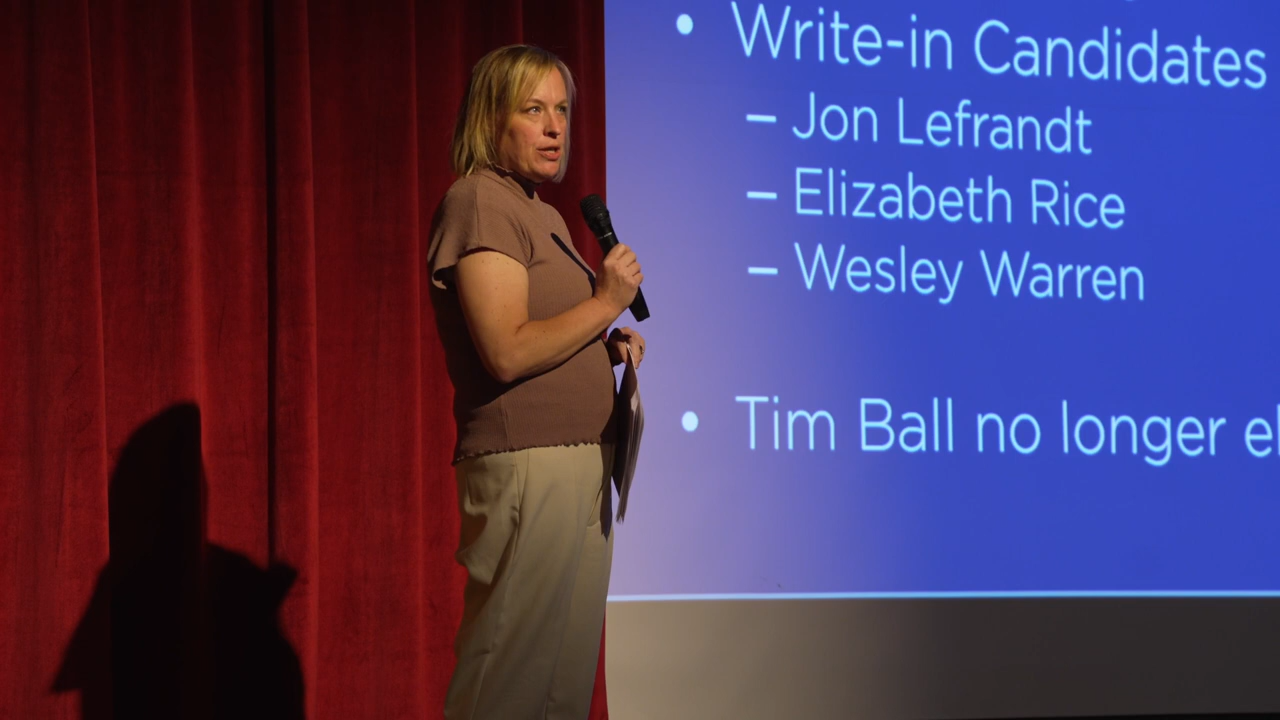 • Write-in Candidates
– Jon Lefrandt
– Elizabeth Rice
– Wesley Warren
• Tim Ball no longer